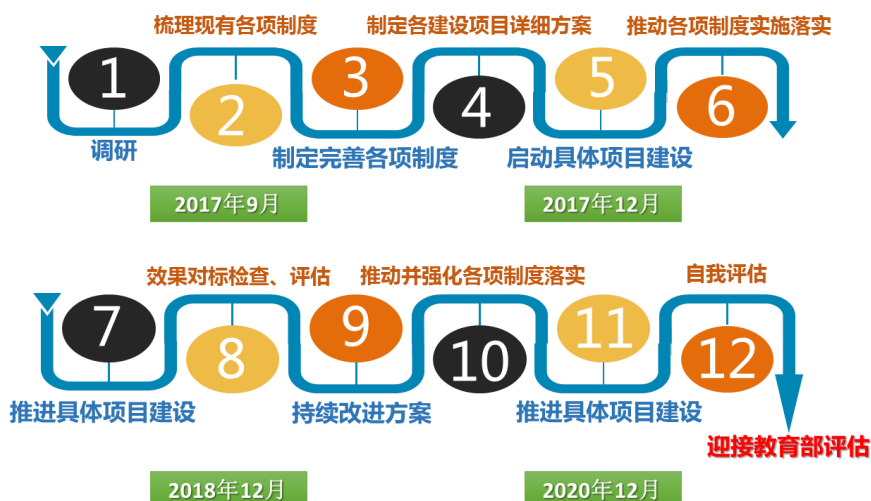 梳理现有各项制度
制定各建设项目详细方案
推动各项制度实施落实
1
2
3
4
5
6
调研
制定完善各项制度
启动具体项目建设
2017年9月
2017年12月
效果对标检查、评估
推动并强化各项制度落实
自我评估
7
8
9
10
11
12
推进具体项目建设
持续改进方案
推进具体项目建设
迎接教育部评估
2018年12月
2020年12月